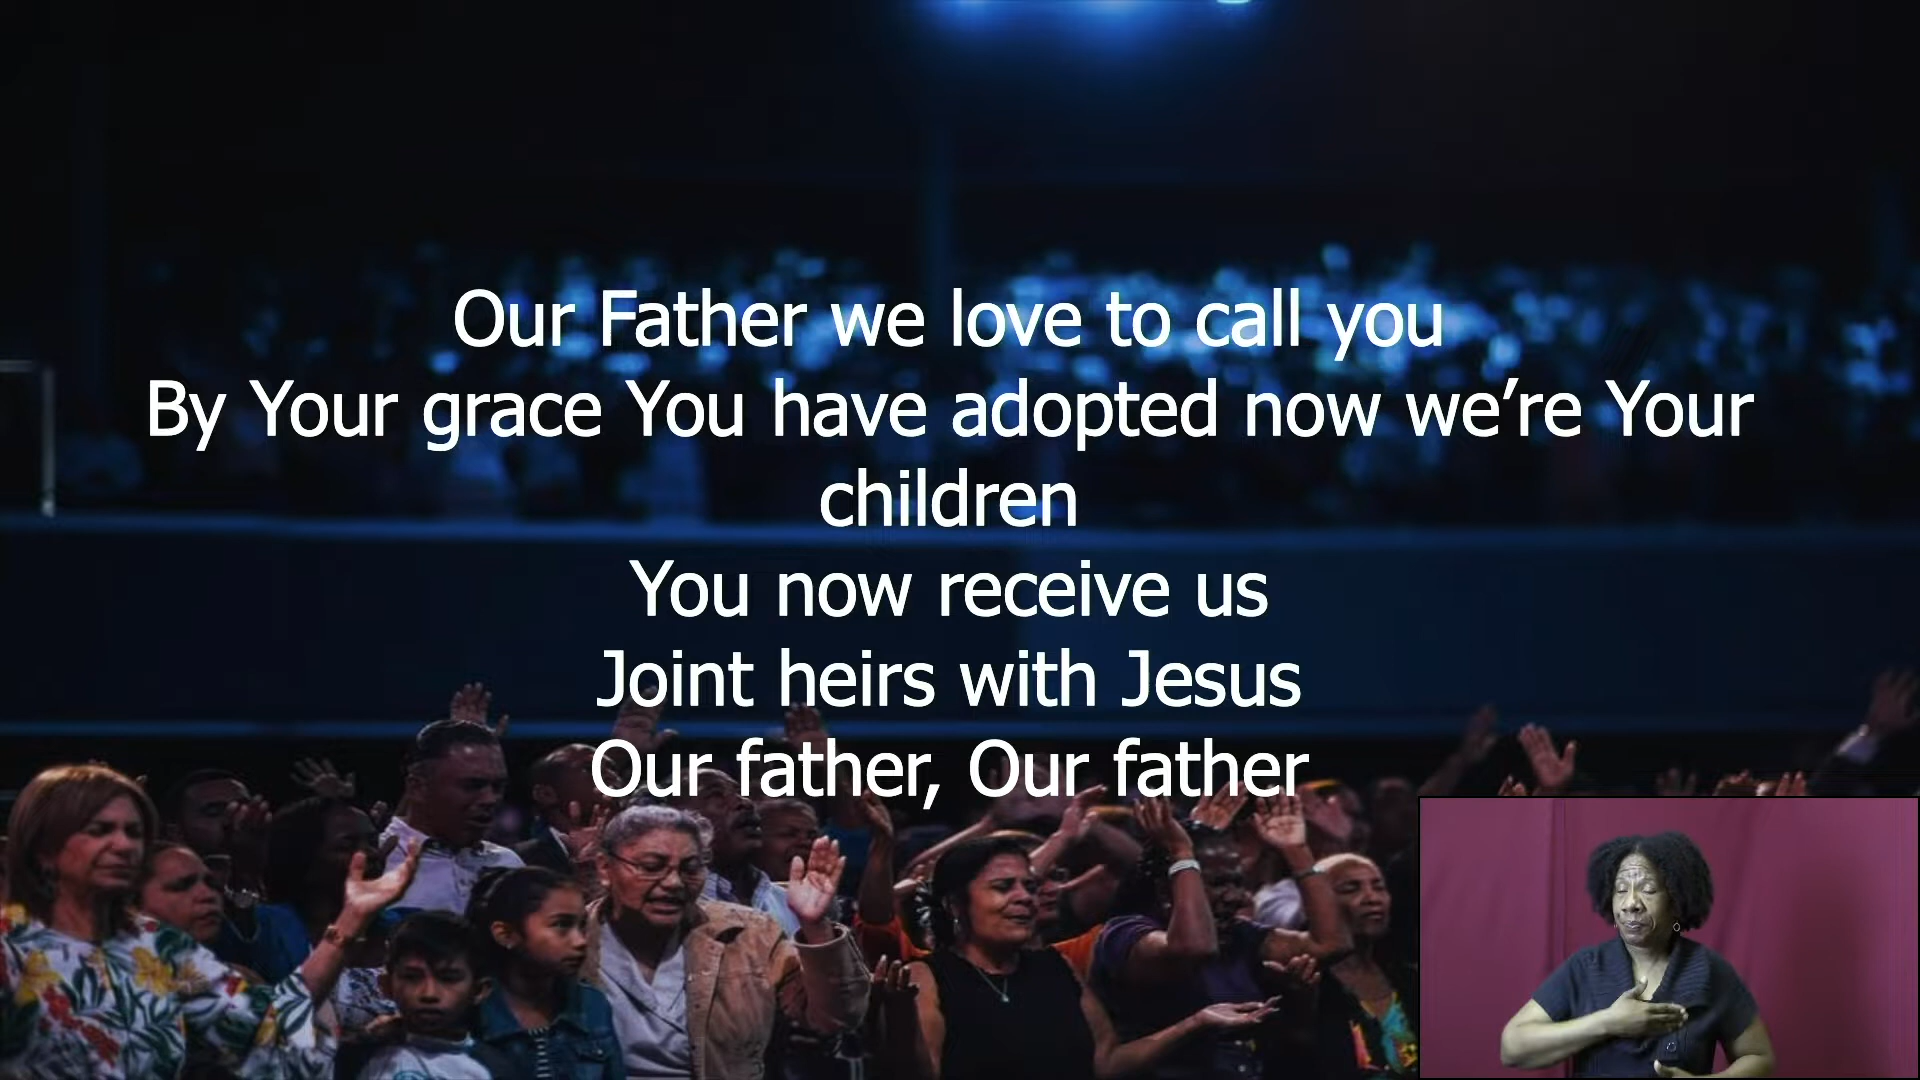 Our Father we love to call you
By Your grace You have adopted now we’re Your
children
You now receive us
Joint heirs with Jesus
Our father, Our father